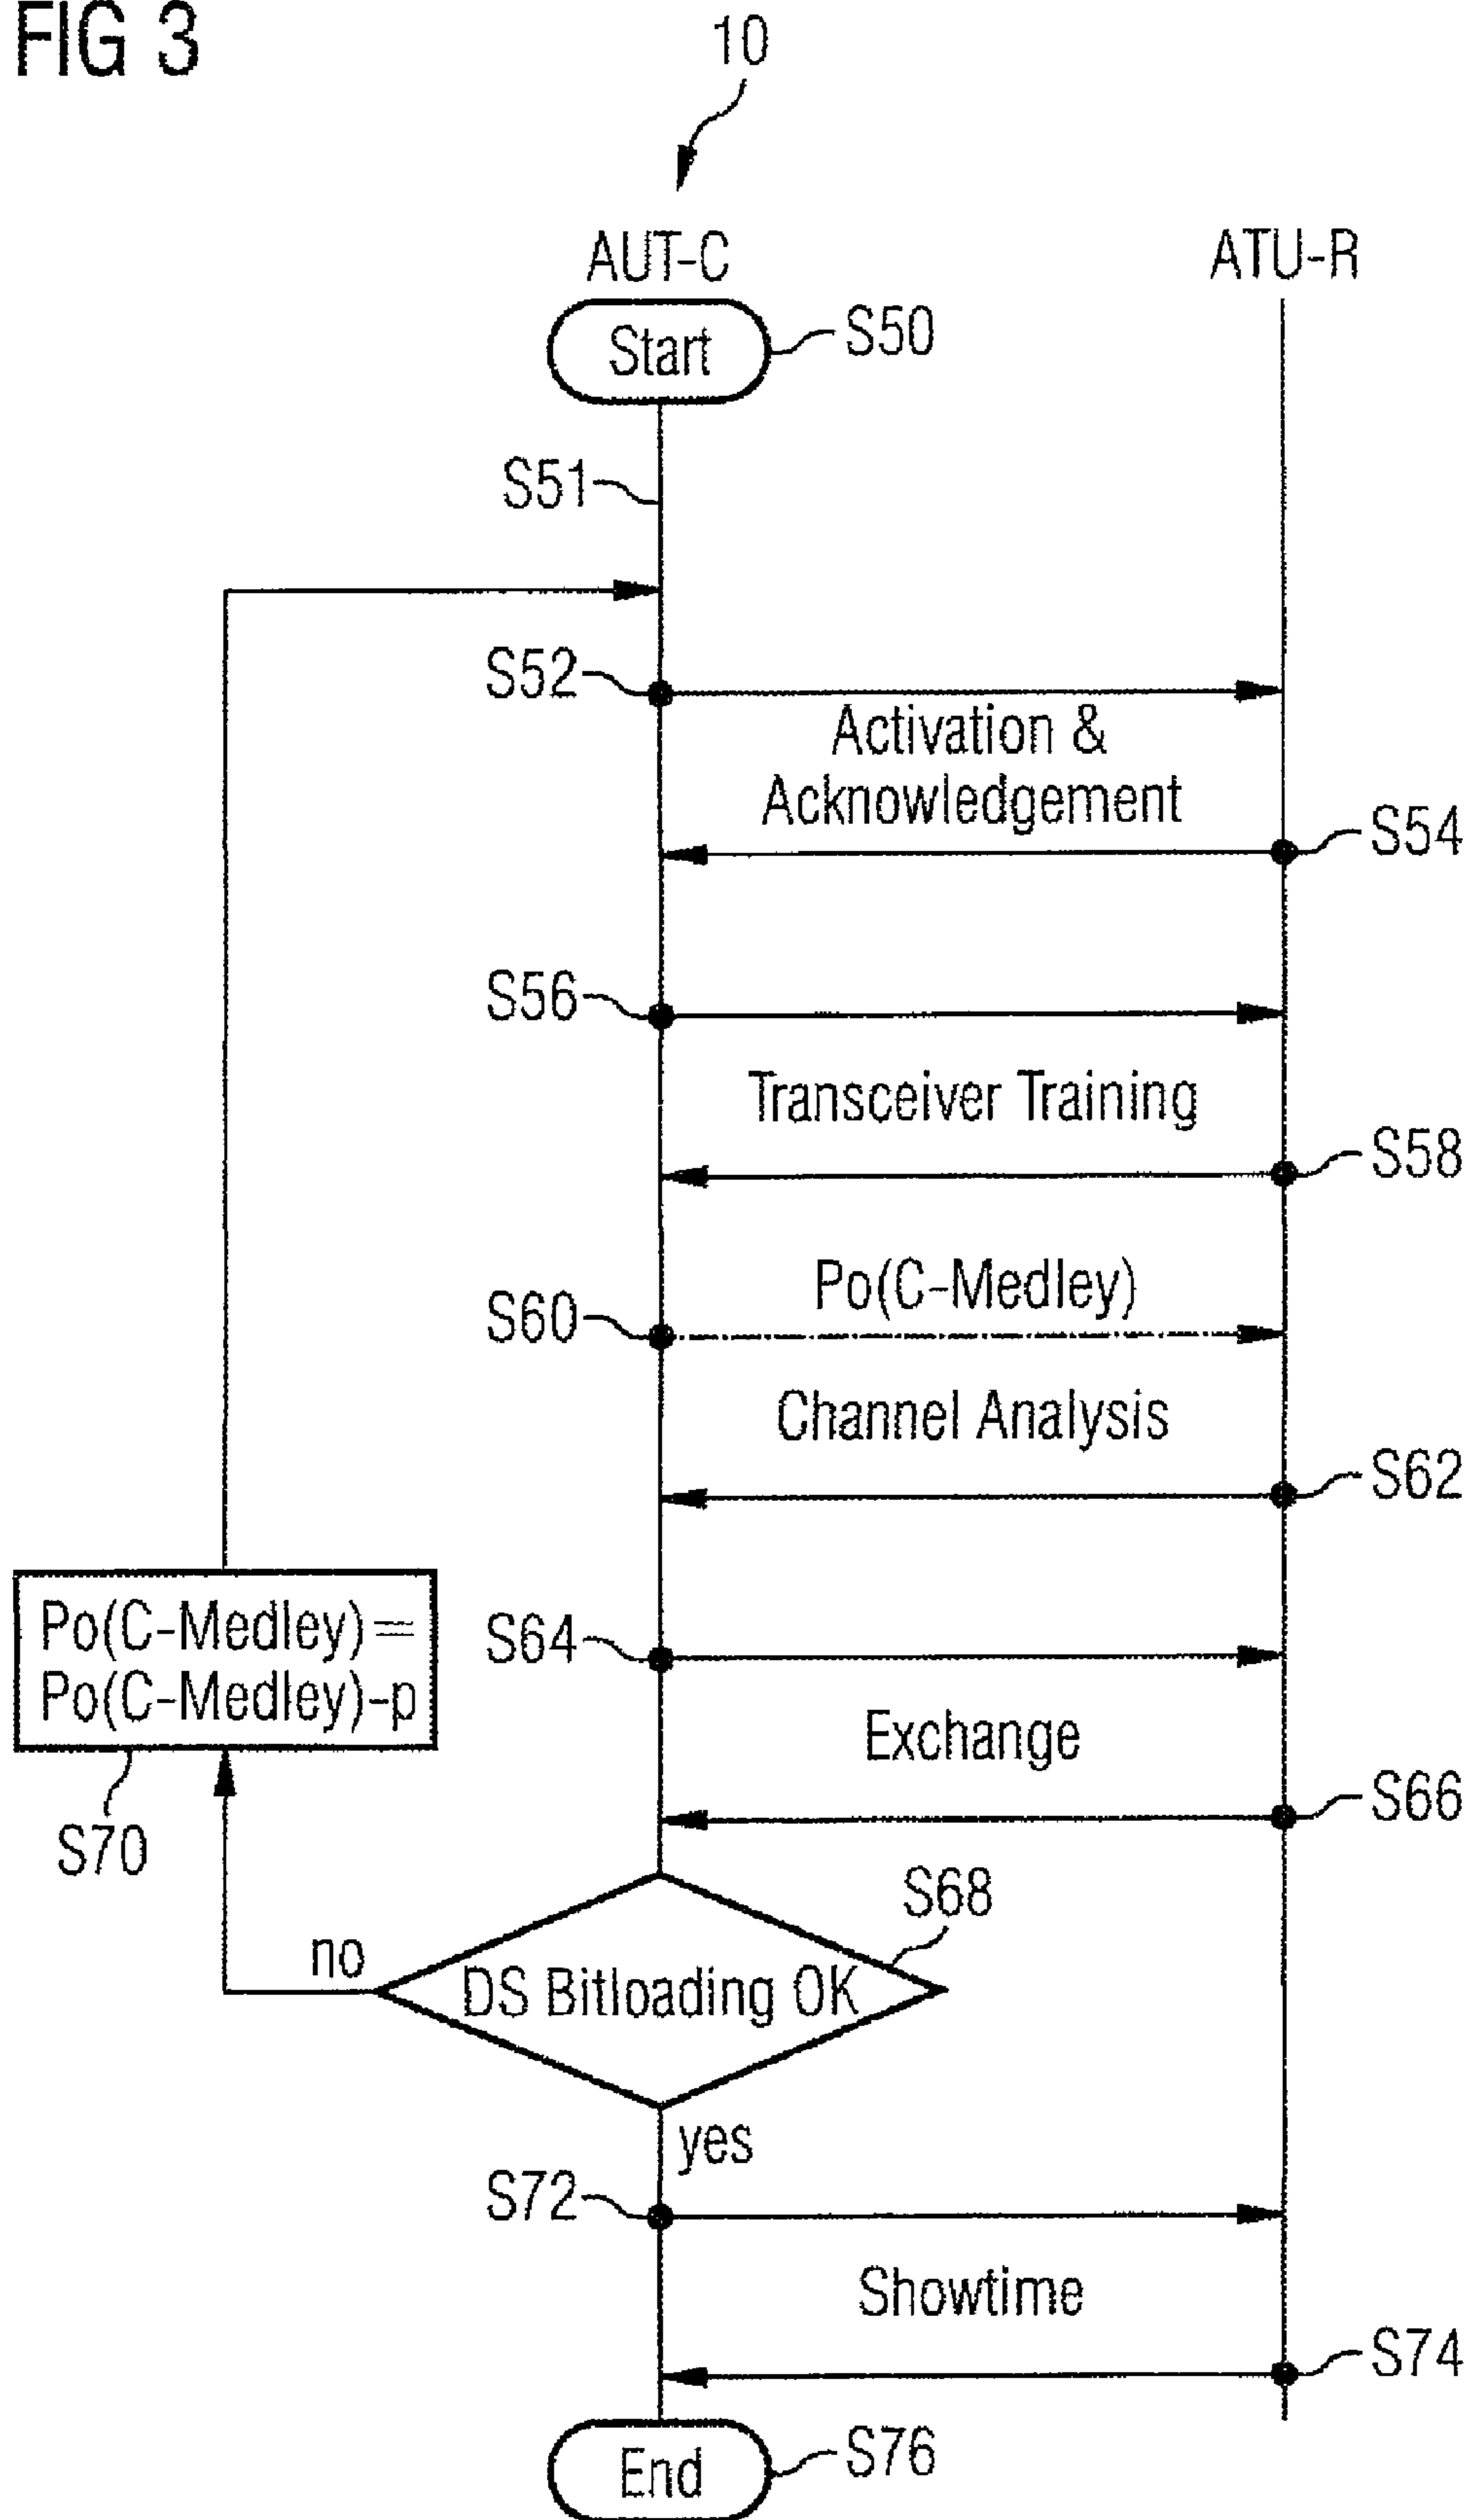 FIG 3
10
AUT-C
ATU-R
Start
S50
S51
S52
Activation &
Acknowledgement
S54
S56
Transceiver Training
S58
Po(C-Medley)
S60
Channel Analysis
S62
Po(C-Medley)=
Po(C-Medley)-p
S64
Exchange
S66
S70
S68
no
DS Bitloading OK
yes
S72
Showtime
S74
End
S76